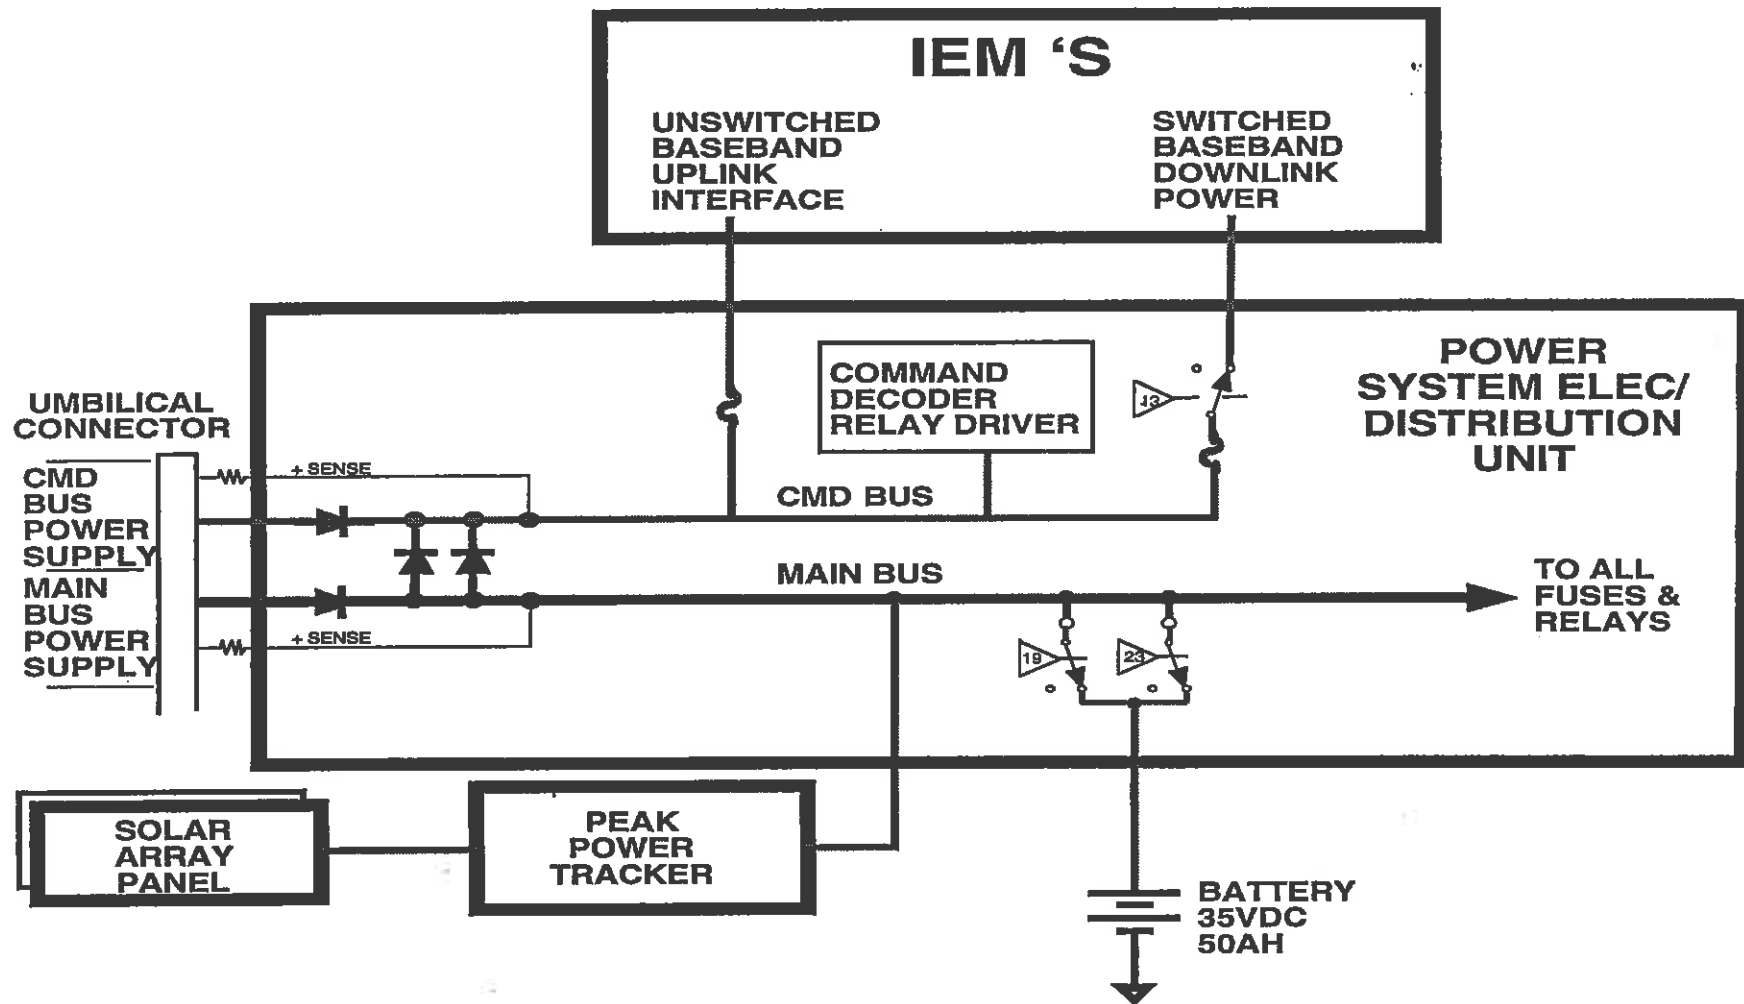 IEM ‘S
UNSWITCHED
BASEBAND
UPLINK
INTERFACE
SWITCHED
BASEBAND
DOWNLINK
POWER
POWER
SYSTEM ELEC/
DISTRIBUTION
UNIT
COMMAND
DECODER
RELAY DRIVER
13
UMBILICAL
CONNECTOR
CMD
BUS
POWER
SUPPLY
MAIN
BUS
POWER
SUPPLY
+ SENSE
CMD BUS
MAIN BUS
+ SENSE
TO ALL
FUSES &
RELAYS
19
23
SOLAR
ARRAY
PANEL
PEAK
POWER
TRACKER
BATTERY
35VDC
50AH